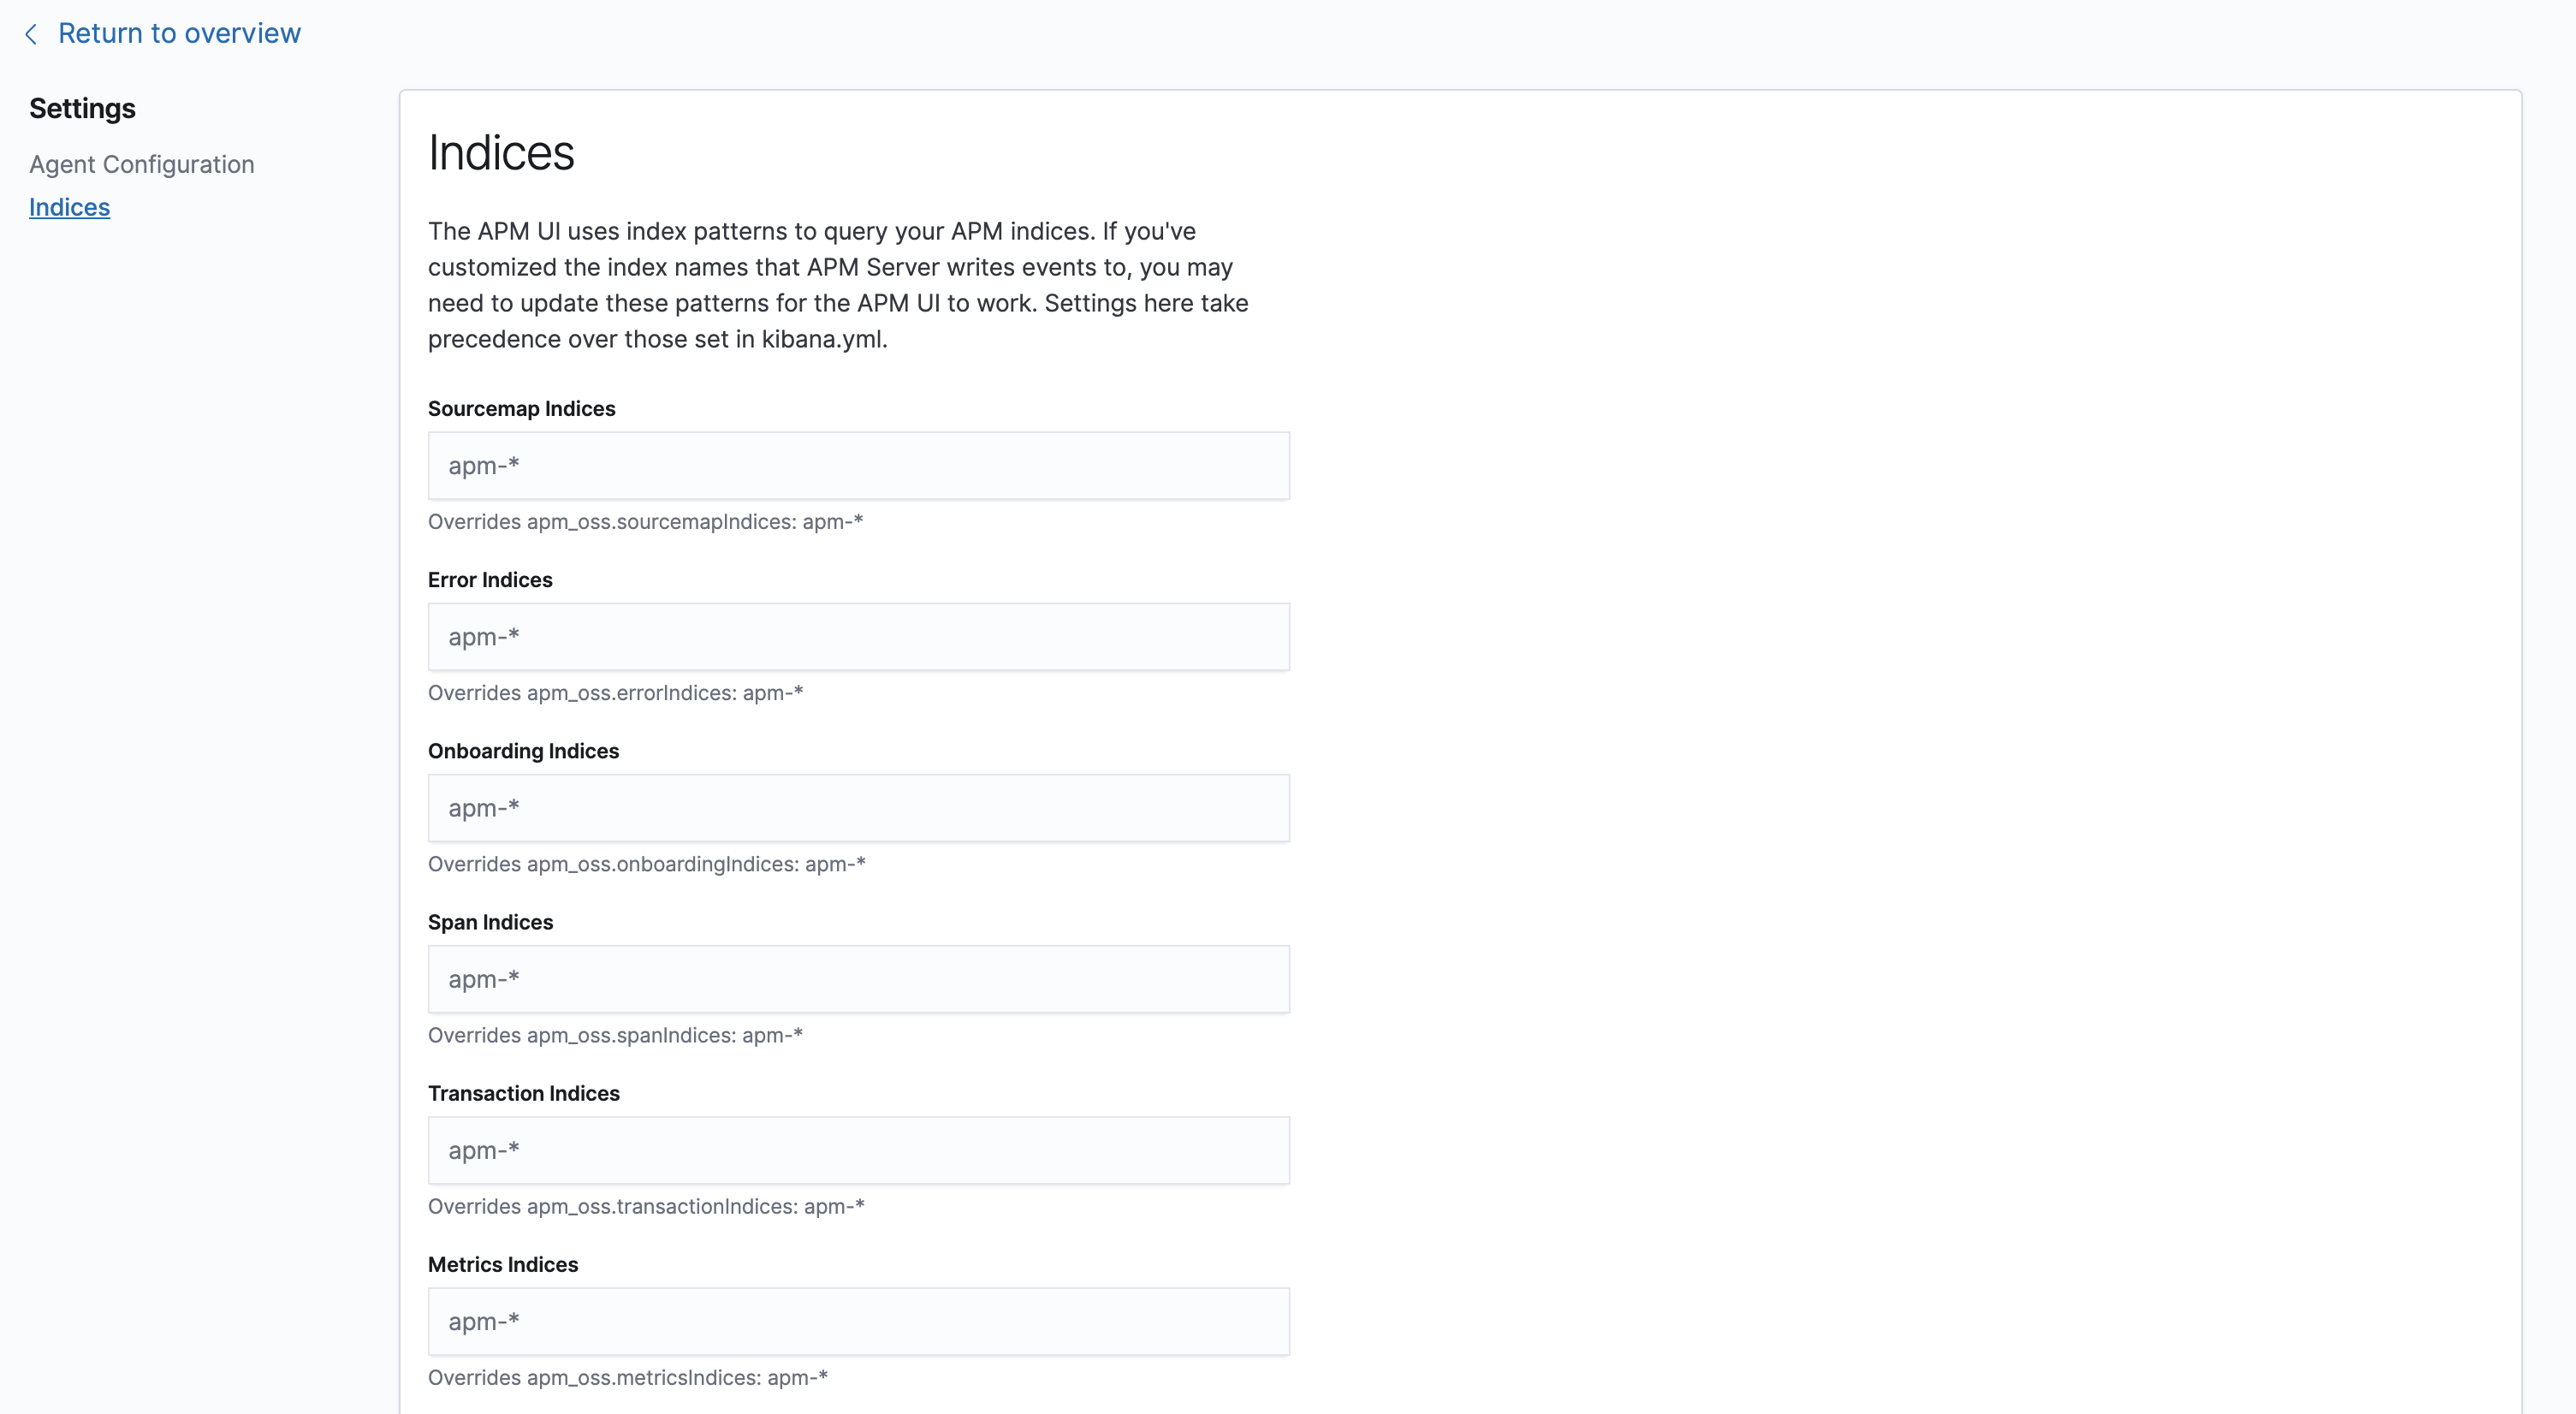 Return to overview
Settings
Agent Configuration
Indices
Indices
The APM UI uses index patterns to query your APM indices. If you've
customized the index names that APM Server writes events to, you may
need to update these patterns for the APM UI to work. Settings here take
precedence over those set in kibana.yml.
Sourcemap Indices
apm-*
Overrides apm_oss.sourcemapIndices: apm-*
Error Indices
apm-*
Overrides apm_oss.errorIndices: apm-*
Onboarding Indices
apm-*
Overrides apm_oss.onboardingIndices: apm-*
Span Indices
apm-*
Overrides apm_oss.spanIndices: apm-*
Transaction Indices
apm-*
Overrides apm_oss.transactionIndices: apm-*
Metrics Indices
apm-*
Overrides apm_oss.metricsIndices: apm-*